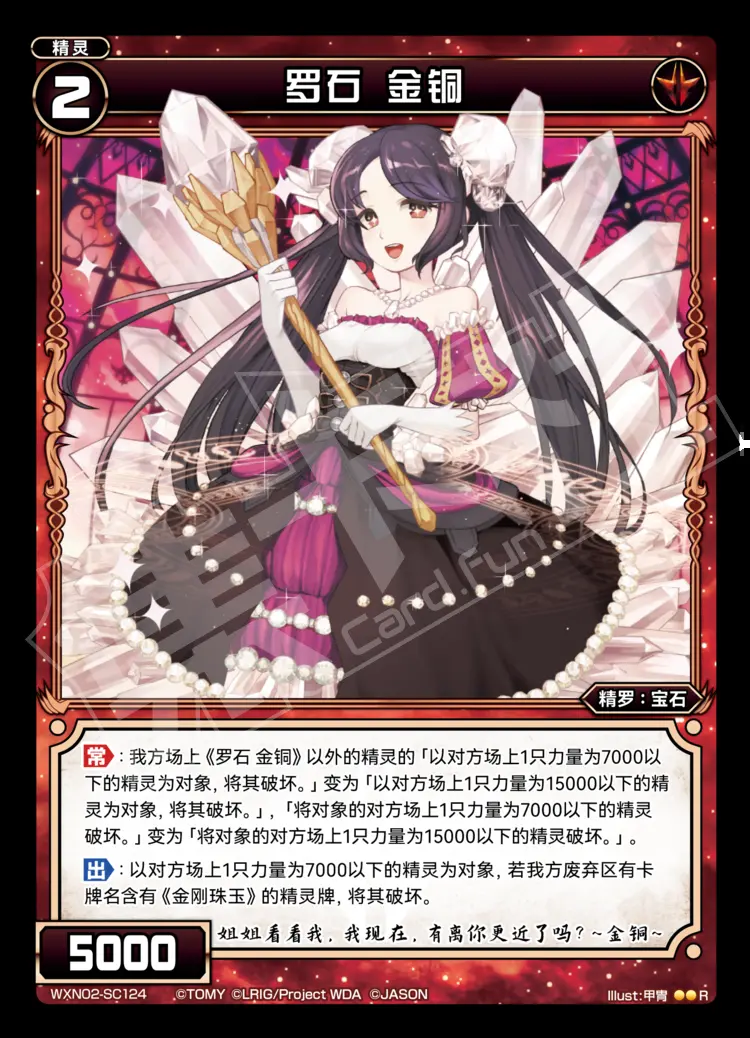 精灵
2
罗石 金铜
Card.fun
精罗：宝石
常：我方场上《罗石 金铜》以外的精灵的「以对方场上1只力量为7000以
下的精灵为对象，将其破坏。」变为「以对方场上1只力量为15000以下的精
灵为对象，将其破坏。」，「将对象的对方场上1只力量为7000以下的精灵
破坏。」变为「将对象的对方场上1只力量为15000以下的精灵破坏。」。
出：以对方场上1只力量为7000以下的精灵为对象，若我方废弃区有卡
牌名含有《金刚珠玉》的精灵牌，将其破坏。
姐姐看看我，我现在，有离你更近了吗？~金铜~
5000
WXN02-SC124 ©TOMY ©LRIG/Project WDA ©JASON
Illust:甲冑 R